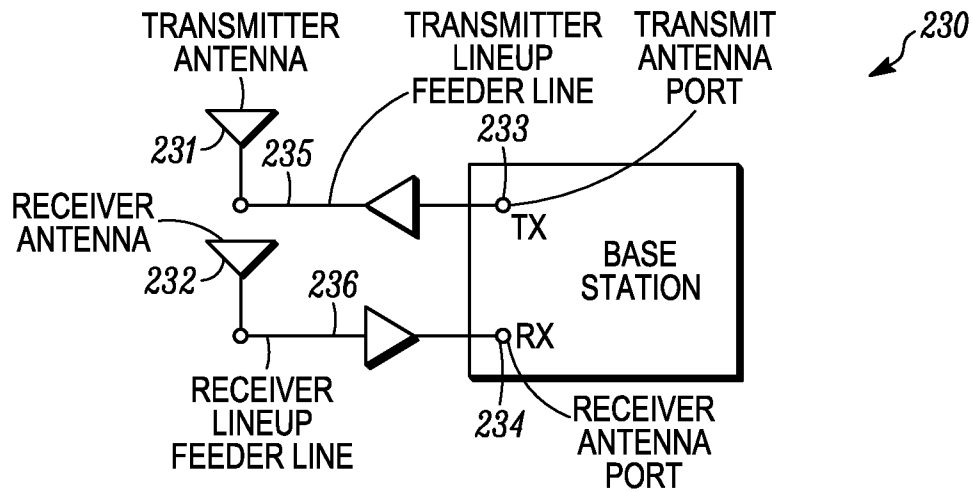 TRANSMITTER
ANTENNA
TRANSMITTER
LINEUP
FEEDER LINE
TRANSMIT
ANTENNA
PORT
230
231
235
233
TX
RECEIVER
ANTENNA
232
236
BASE
STATION
RX
RECEIVER
LINEUP
FEEDER LINE
234
RECEIVER
ANTENNA
PORT